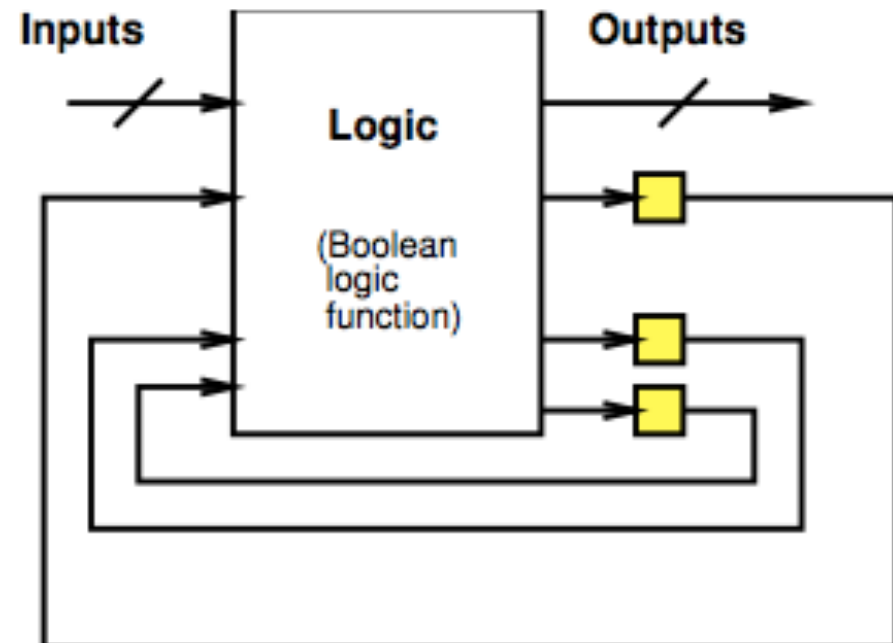 Inputs
Outputs
Logic
(Boolean
logic
function)